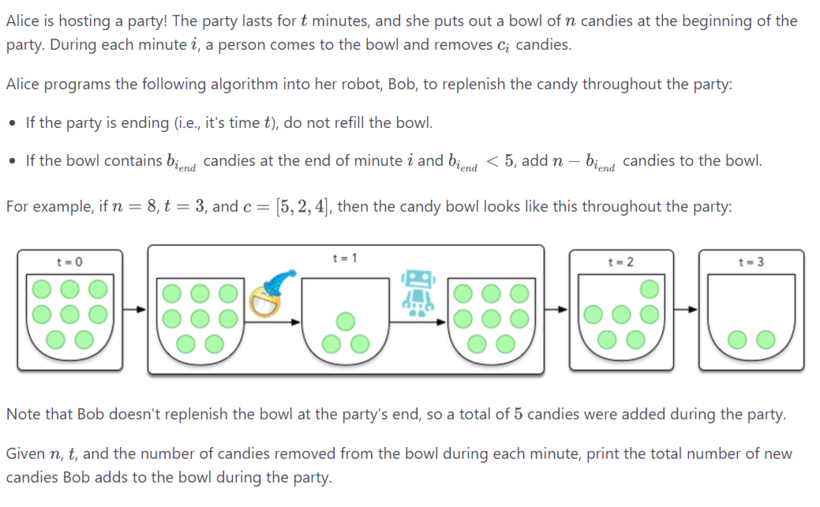 Alice is hosting a party! The party lasts for t minutes, and she puts out a bowl of n candies at the beginning of the
party. During each minute i, a person comes to the bowl and removes c_i candies.
Alice programs the following algorithm into her robot, Bob, to replenish the candy throughout the party:
• If the party is ending (i.e., it's time t), do not refill the bowl.
• If the bowl contains b_{i_{end}} candies at the end of minute i and b_{i_{end}} < 5, add n − b_{i_{end}} candies to the bowl.
For example, if n = 8, t = 3, and c = [5, 2, 4], then the candy bowl looks like this throughout the party:
t = 0
t = 1
t = 2
t = 3
Note that Bob doesn't replenish the bowl at the party's end, so a total of 5 candies were added during the party.
Given n, t, and the number of candies removed from the bowl during each minute, print the total number of new
candies Bob adds to the bowl during the party.